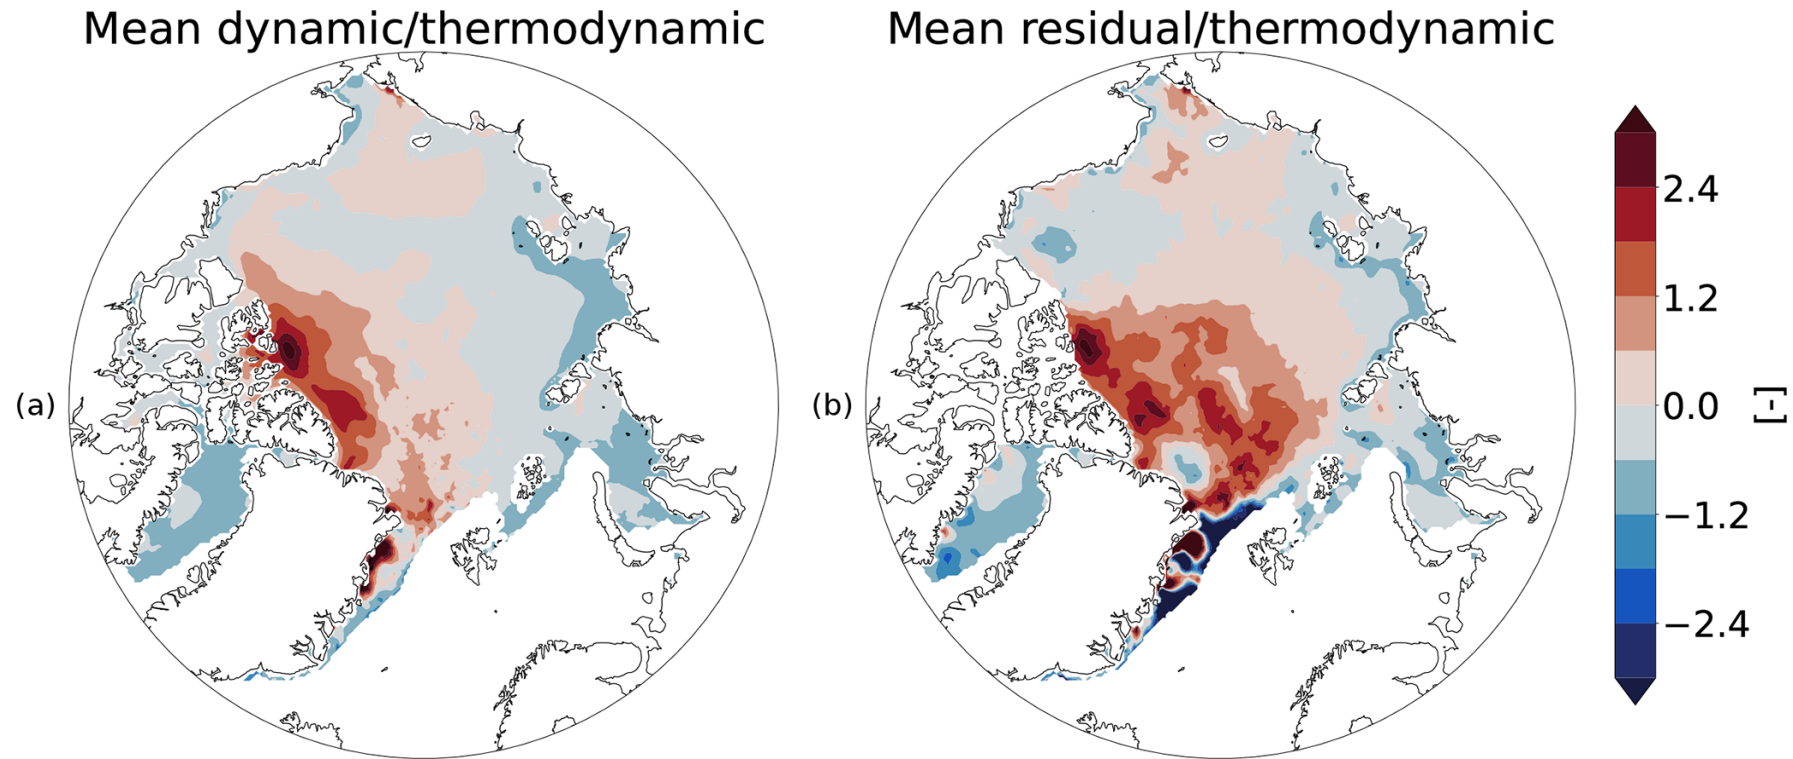 Mean dynamic/thermodynamic
Mean residual/thermodynamic
(a)
(b)
2.4
1.2
0.0
−1.2
−2.4
[-]